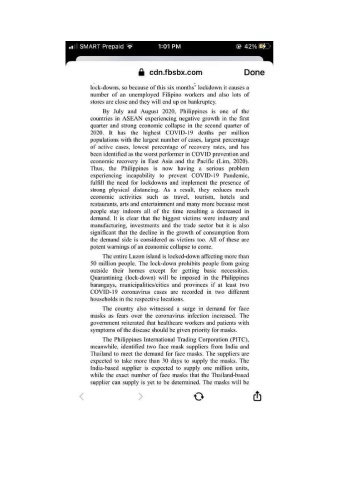 SMART Prepaid 1:01 PM 42%
cdn.fbsbx.com Done
lock-downs, so because of this six months' lockdown it causes a
number of an unemployed Filipino workers and also lots of
stores are close and they will end up on bankruptcy.
By July and August, Philippines is one of the
countries in ASEAN experiencing negative growth in the first
quarter and strong economic collapse in the second quarter of
2020. It has the highest COVID-19 deaths per million
populations with the largest number of cases, largest percentage
of active cases, lowest percentage of recovery rates, and has
been identified as the worst performer in COVID prevention and
economic recovery in East Asia and the Pacific (Lim, 2020).
Thus, the Philippines is now having a serious problem
experiencing incapability to prevent COVID-19 Pandemic,
fulfill the need for lockdowns and implement the presence of
strong physical distancing. As a result, they reduces much
economic activities such as travel, tourism, hotels and
restaurants, arts and entertainment and many more because most
people stay indoors all of the time resulting a decreased in
demand. It is clear that the biggest victims were industry and
manufacturing, investments and the trade sector but it is also
significant that the decline in the growth of consumption from
the demand side is considered as victims too. All of these are
potent warnings of an economic collapse to come.
The entire Luzon island is locked-down affecting more than
50 million people. The lock-down prohibits people from going
outside their homes except for getting basic necessities.
Quarantining (lock-down) will be imposed in the Philippines
barangays, municipalities/cities and provinces if at least two
COVID-19 coronavirus cases are recorded in two different
households in the respective locations.
The country also witnessed a surge in demand for face
masks as fears over the coronavirus infection increased. The
government reiterated that healthcare workers and patients with
symptoms of the disease should be given priority for masks.
The Philippines International Trading Corporation (PITC),
meanwhile, identified two face mask suppliers from India and
Thailand to meet the demand for face masks. The suppliers are
expected to take more than 30 days to supply the masks. The
India-based supplier is expected to supply one million units,
while the exact number of face masks that the Thailand-based
supplier can supply is yet to be determined. The masks will be